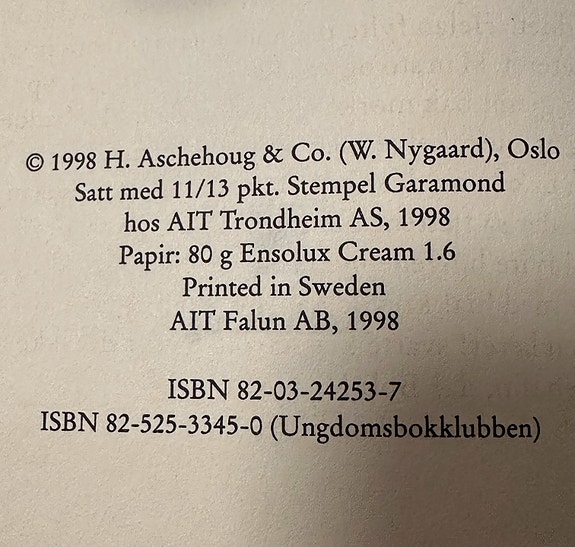 © 1998 H. Aschehoug & Co. (W. Nygaard), Oslo
Satt med 11/13 pkt. Stempel Garamond
hos AIT Trondheim AS, 1998
Papir: 80 g Ensolux Cream 1.6
Printed in Sweden
AIT Falun AB, 1998
ISBN 82-03-24253-7
ISBN 82-525-3345-0 (Ungdomsbokklubben)